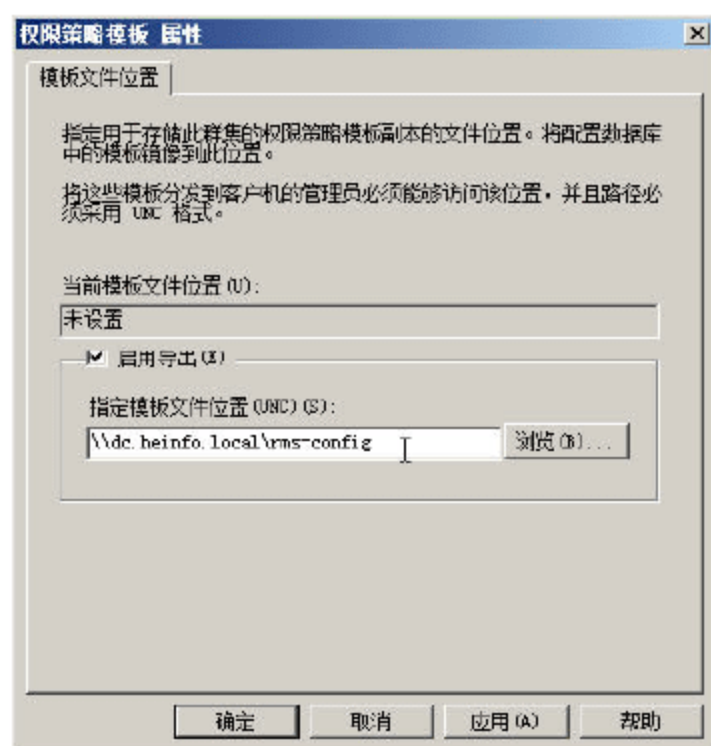 权限策略模板 属性
模板文件位置
指定用于存储此群集的权限策略模板副本的文件位置。将配置数据库
中的模板镜像到此位置。
将这些模板分发到客户机的管理员必须能够访问该位置，并且路径必
须采用 UNC 格式。
当前模板文件位置(U):
未设置
启用导出(X)
指定模板文件位置(UNC)(S):
\\dc.heinfo.local\rms-config
浏览(B)...
确定
取消
应用(A)
帮助